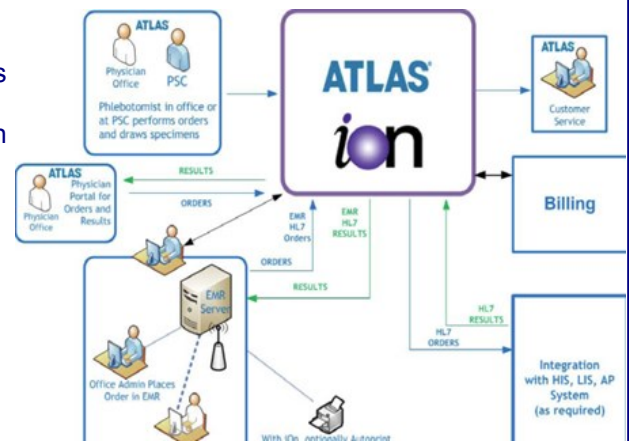 s
n
ATLAS
Physician
Office
PSC
Phlebotomist in office or
at PSC performs orders
and draws specimens
ATLAS
ion
ATLAS
Customer
Service
ATLAS
Physician
Portal for
Orders and
Results
Physician
Office
RESULTS
ORDERS
Billing
EMR
HL7
Orders
EMR
HL7
RESULTS
ORDERS
RESULTS
EMR
Server
HL7
RESULTS
HL7
ORDERS
Office Admin Places
Order in EMR
Integration
with HIS, LIS, AP
System
(as required)
With iOn, optionally Autoprint